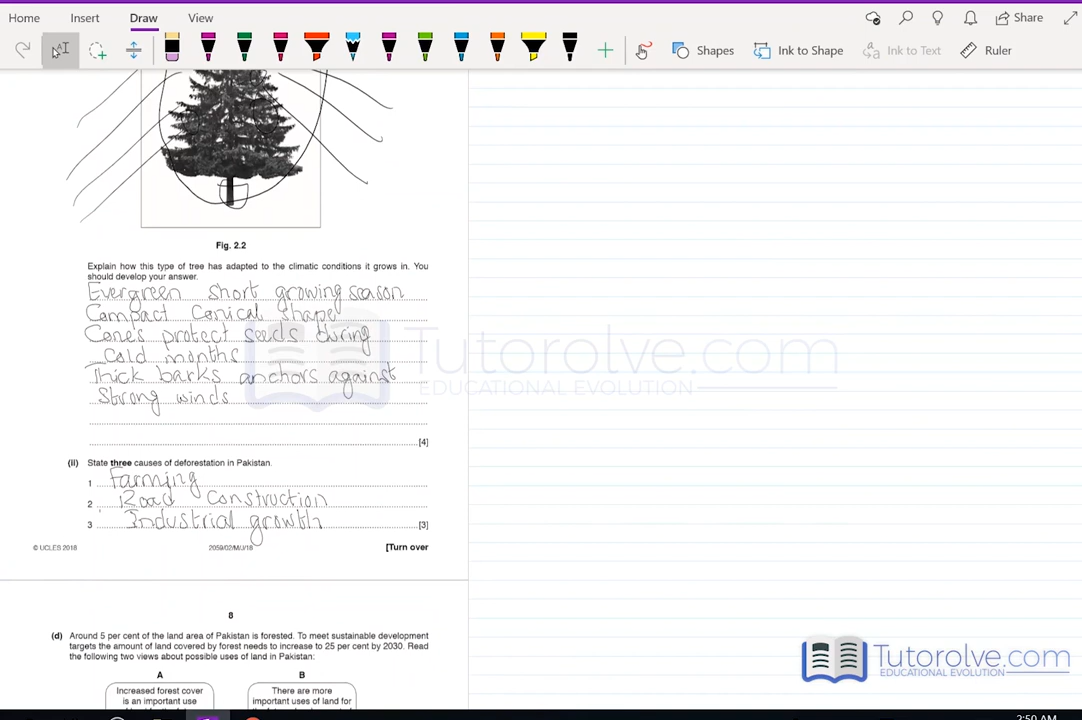 Home Insert Draw View
Share
Shapes Ink to Shape Ink to Text Ruler
Fig. 2.2
Explain how this type of tree has adapted to the climatic conditions it grows in. You
should develop your answer.
Evergreen short growing season
Compact Conical shape
Cones protect seeds during
cold months
Thick barks anchors against
Strong winds
[4]
(ii) State three causes of deforestation in Pakistan.
1 Farming
2 Road Construction
3 Industrial growth [3]
© UCLES 2018 2059/02/M/J/18 [Turn over
8
(d) Around 5 per cent of the land area of Pakistan is forested. To meet sustainable development
targets the amount of land covered by forest needs to increase to 25 per cent by 2030. Read
the following two views about possible uses of land in Pakistan:
A B
Increased forest cover There are more
is an important use important uses of land for
Tutorolve.com
EDUCATIONAL EVOLUTION
Tutorolve.com
EDUCATIONAL EVOLUTION
2:50 AM